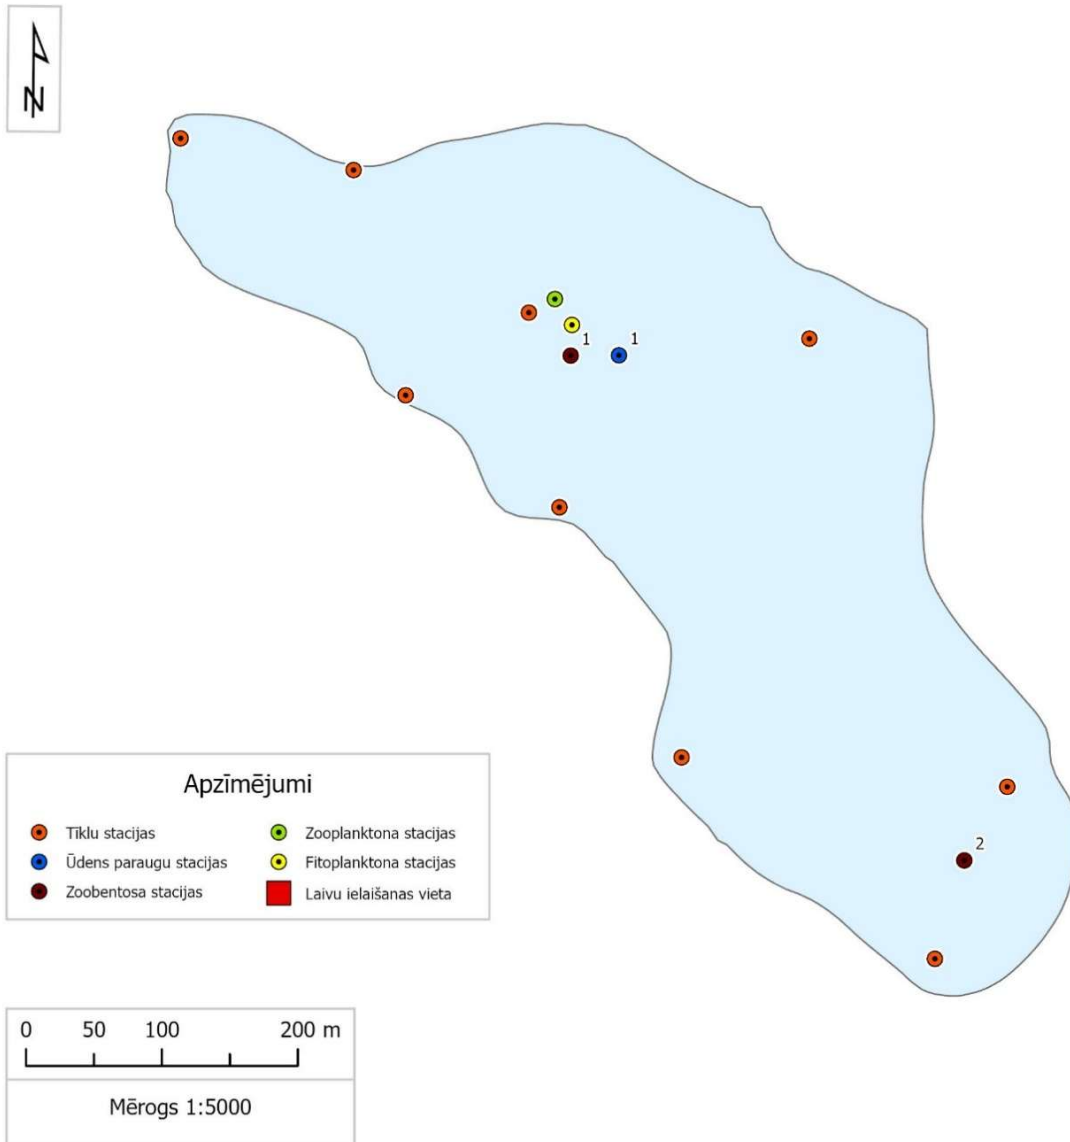 N
1 1
2
Apzīmējumi
Tīklu stacijas
Ūdens paraugu stacijas
Zoobentosa stacijas
Zooplanktona stacijas
Fitoplanktona stacijas
Laivu ielaišanas vieta
0 50 100 200 m
Mērogs 1:5000